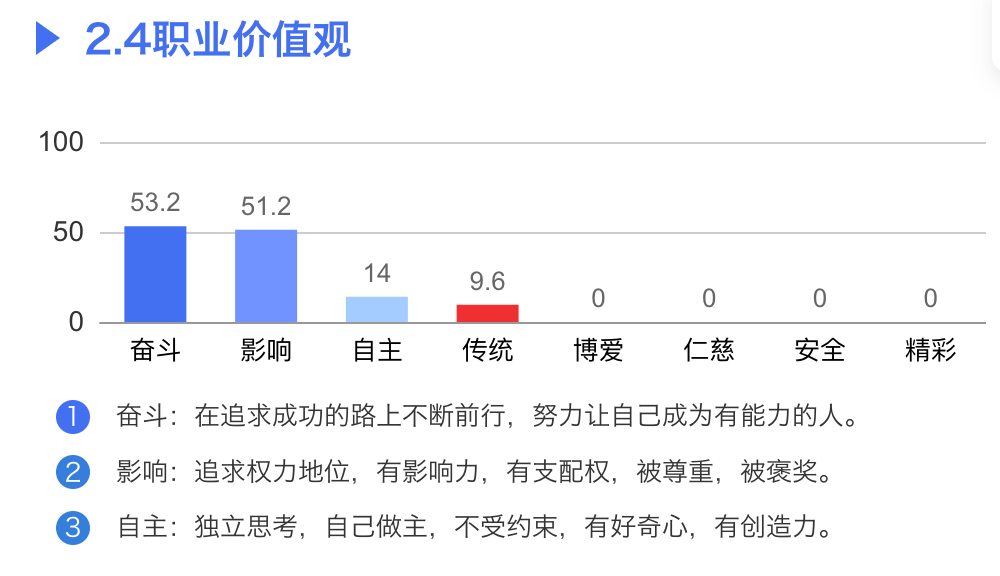 2.4职业价值观
100
53.2
51.2
50
14
9.6
0
0
0
0
0
奋斗
影响
自主
传统
博爱
仁慈
安全
精彩
1 奋斗：在追求成功的路上不断前行，努力让自己成为有能力的人。
2 影响：追求权力地位，有影响力，有支配权，被尊重，被褒奖。
3 自主：独立思考，自己做主，不受约束，有好奇心，有创造力。